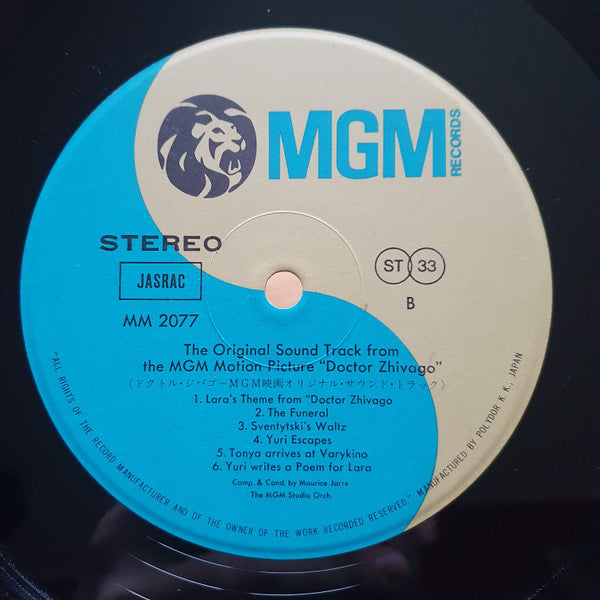 MGM
RECORDS
STEREO
JASRAC
MM 2077
ST 33
B
The Original Sound Track from
the MGM Motion Picture "Doctor Zhivago"
(ドクトル・ジバゴーMGM映画オリジナル・サウンド・トラック)
1. Lara's Theme from "Doctor Zhivago
2. The Funeral
3. Sventytski's Waltz
4. Yuri Escapes
5. Tonya arrives at Varykino
6. Yuri writes a Poem for Lara
Comp. & Cond. by Maurice Jarre
The MGM Studio Orch.
"ALL RIGHTS OF THE RECORD MANUFACTURER AND OF THE OWNER OF THE WORK RECORDED RESERVED." MANUFACTURED BY POLYDOR K. K. JAPAN